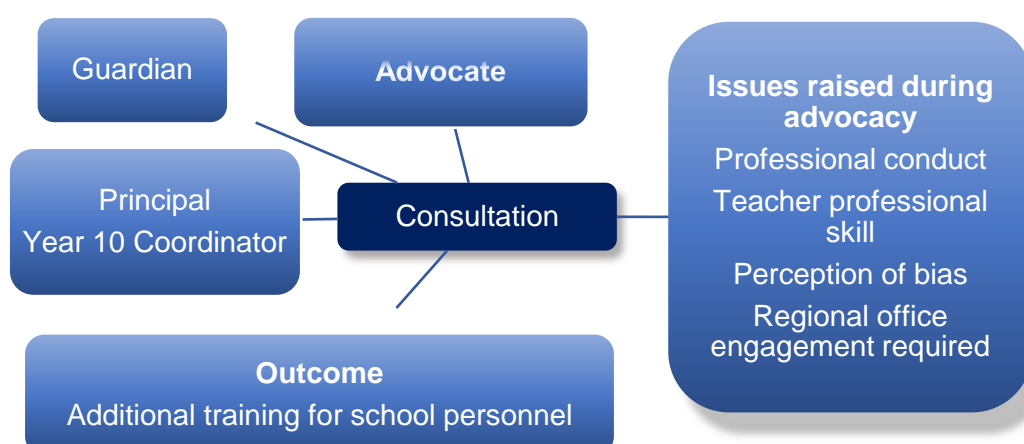 Guardian
Advocate
Principal
Year 10 Coordinator
Consultation
Issues raised during
advocacy
Professional conduct
Teacher professional
skill
Perception of bias
Regional office
engagement required
Outcome
Additional training for school personnel